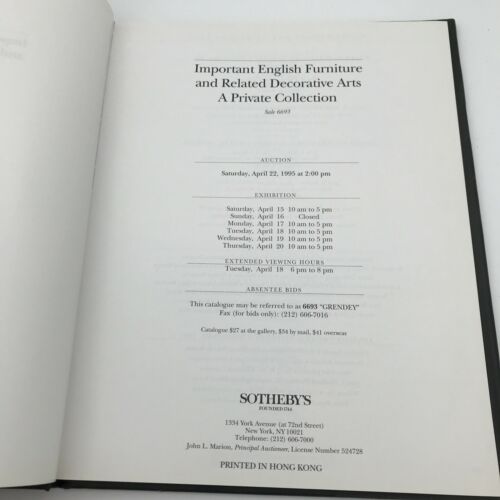 Important English Furniture
and Related Decorative Arts
A Private Collection
Sale 6693
AUCTION
Saturday, April 22, 1995 at 2:00 pm
EXHIBITION
Saturday, April 15 10 am to 5 pm
Sunday, April 16 Closed
Monday, April 17 10 am to 5 pm
Tuesday, April 18 10 am to 5 pm
Wednesday, April 19 10 am to 5 pm
Thursday, April 20 10 am to 5 pm
EXTENDED VIEWING HOURS
Tuesday, April 18 6 pm to 8 pm
ABSENTEE BIDS
This catalogue may be referred to as 6693 "GRENDEY"
Fax (for bids only): (212) 606-7016
Catalogue $27 at the gallery, $34 by mail, $41 overseas
SOTHEBY'S
FOUNDED 1744
1334 York Avenue (at 72nd Street)
New York, NY 10021
Telephone: (212) 606-7000
John L. Marion, Principal Auctioneer, License Number 524728
PRINTED IN HONG KONG